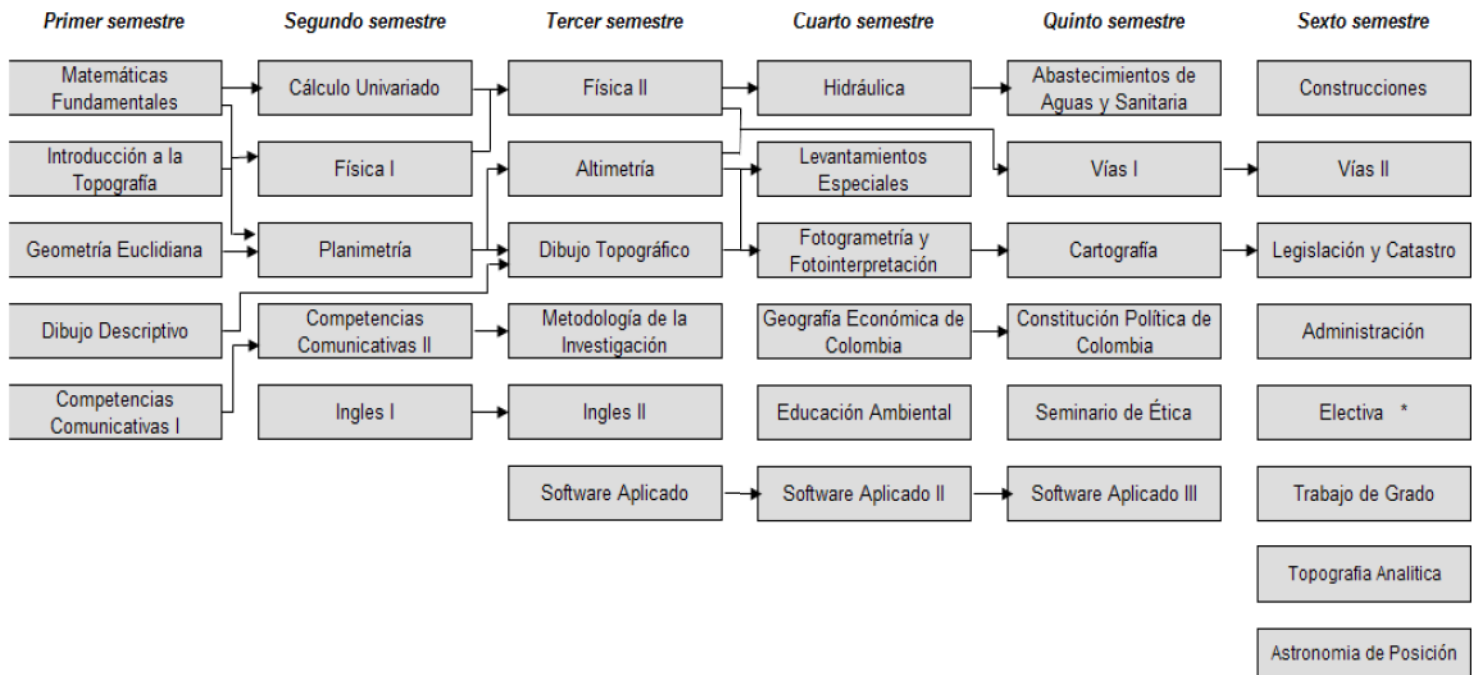 Primer semestre
Segundo semestre
Tercer semestre
Cuarto semestre
Quinto semestre
Sexto semestre
Matemáticas
Fundamentales
Cálculo Univariado
Física II
Hidráulica
Abastecimientos de
Aguas y Sanitaria
Construcciones
Introducción a la
Topografía
Física I
Altimetría
Levantamientos
Especiales
Vías I
Vías II
Geometría Euclidiana
Planimetría
Dibujo Topográfico
Fotogrametría y
Fotointerpretación
Cartografía
Legislación y Catastro
Dibujo Descriptivo
Competencias
Comunicativas II
Metodología de la
Investigación
Geografía Económica de
Colombia
Constitución Política de
Colombia
Administración
Competencias
Comunicativas I
Ingles I
Ingles II
Educación Ambiental
Seminario de Ética
Electiva *
Software Aplicado
Software Aplicado II
Software Aplicado III
Trabajo de Grado
Topografia Analitica
Astronomia de Posición